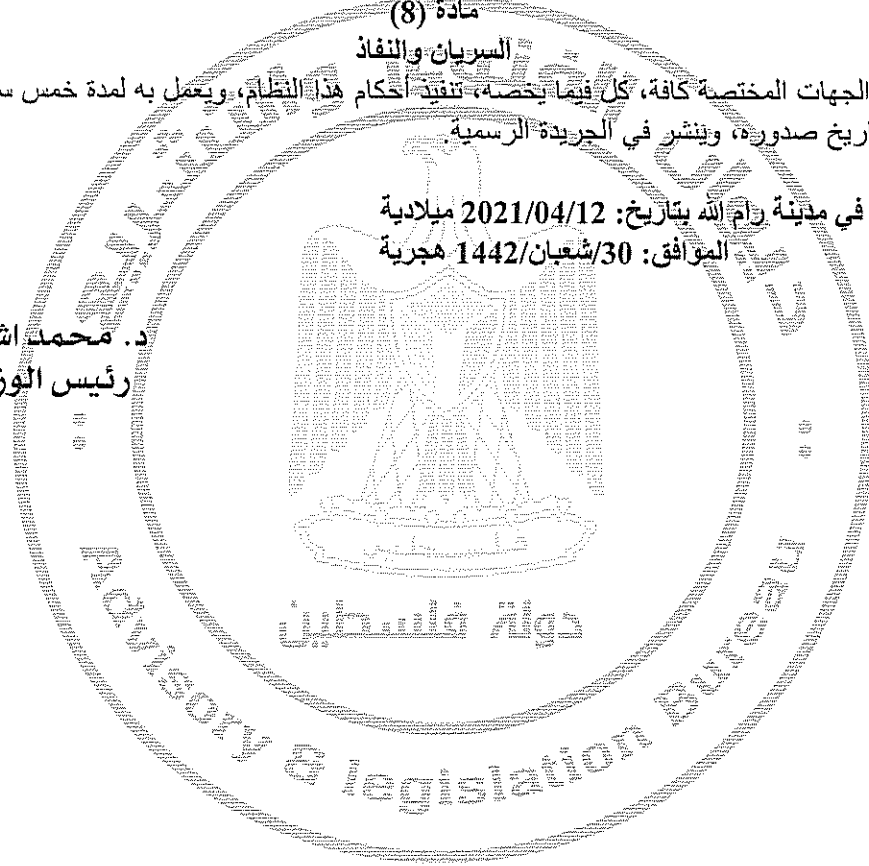 مادة (8)
السريان والنفاذ
الجهات المختصة كافة، كل فيما يخصه، تنفيذ أحكام هذا النظام، ويعمل به لمدة خمس
صدوره، وينشر في الجريدة الرسمية.
في مدينة رام الله بتاريخ: 2021/04/12 ميلادية
الموافق: 30/شعبان/1442 هجرية
د. محمد
رئيس
دولة فلسطين